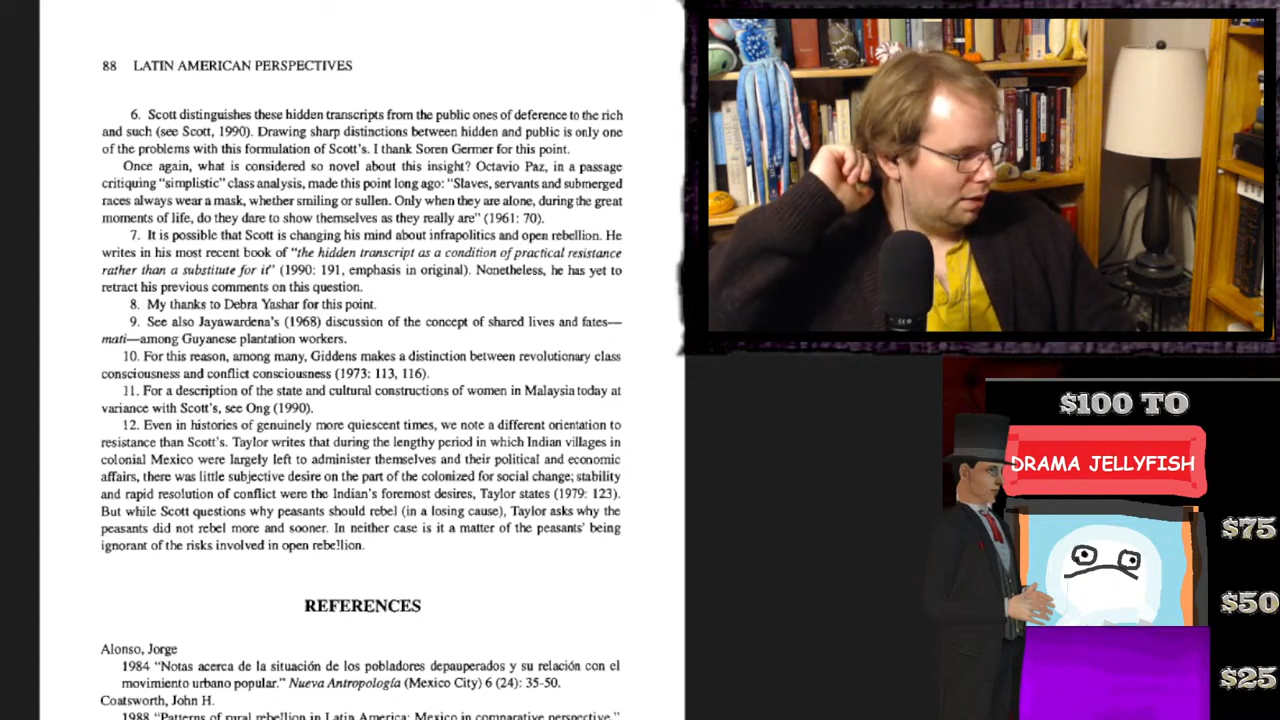 88 LATIN AMERICAN PERSPECTIVES
6. Scott distinguishes these hidden transcripts from the public ones of deference to the rich
and such (see Scott, 1990). Drawing sharp distinctions between hidden and public is only one
of the problems with this formulation of Scott's. I thank Soren Germer for this point.
Once again, what is considered so novel about this insight? Octavio Paz, in a passage
critiquing "simplistic" class analysis, made this point long ago: "Slaves, servants and submerged
races always wear a mask, whether smiling or sullen. Only when they are alone, during the great
moments of life, do they dare to show themselves as they really are" (1961: 70).
7. It is possible that Scott is changing his mind about infrapolitics and open rebellion. He
writes in his most recent book of "the hidden transcript as a condition of practical resistance
rather than a substitute for it" (1990: 191, emphasis in original). Nonetheless, he has yet to
retract his previous comments on this question.
8. My thanks to Debra Yashar for this point.
9. See also Jayawardena's (1968) discussion of the concept of shared lives and fates—
mati—among Guyanese plantation workers.
10. For this reason, among many, Giddens makes a distinction between revolutionary class
consciousness and conflict consciousness (1973: 113, 116).
11. For a description of the state and cultural constructions of women in Malaysia today at
variance with Scott's, see Ong (1990).
12. Even in histories of genuinely more quiescent times, we note a different orientation to
resistance than Scott's. Taylor writes that during the lengthy period in which Indian villages in
colonial Mexico were largely left to administer themselves and their political and economic
affairs, there was little subjective desire on the part of the colonized for social change; stability
and rapid resolution of conflict were the Indian's foremost desires, Taylor states (1979: 123).
But while Scott questions why peasants should rebel (in a losing cause), Taylor asks why the
peasants did not rebel more and sooner. In neither case is it a matter of the peasants' being
ignorant of the risks involved in open rebellion.
REFERENCES
Alonso, Jorge
1984 "Notas acerca de la situación de los pobladores depauperados y su relación con el
movimiento urbano popular." Nueva Antropología (Mexico City) 6 (24): 35-50.
Coatsworth, John H.
1988 "Patterns of rural rebellion in Latin America: Mexico in comparative perspective,"
$100 TO
DRAMA JELLYFISH
$75
$50
$25